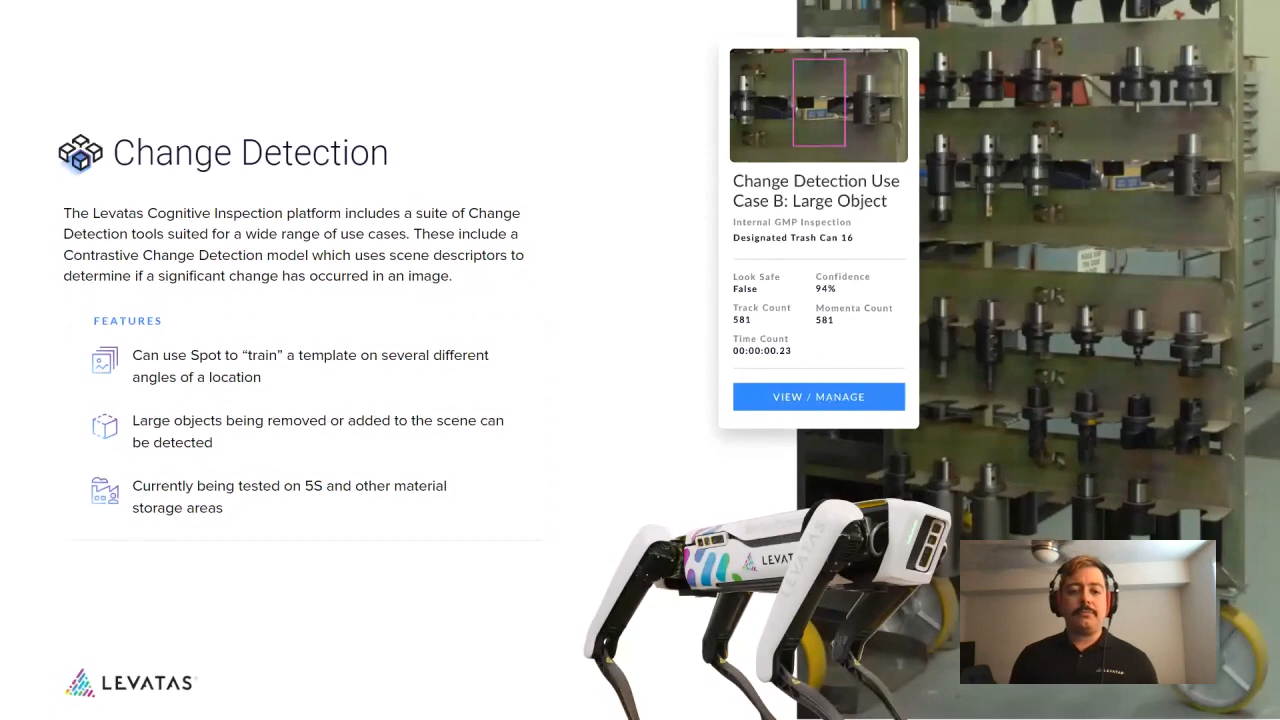 Change Detection
The Levatas Cognitive Inspection platform includes a suite of Change
Detection tools suited for a wide range of use cases. These include a
Contrastive Change Detection model which uses scene descriptors to
determine if a significant change has occurred in an image.
FEATURES
Can use Spot to “train” a template on several different
angles of a location
Large objects being removed or added to the scene can
be detected
Currently being tested on 5S and other material
storage areas
LEVATAS
Change Detection Use
Case B: Large Object
Internal GMP Inspection
Designated Trash Can 16
Look Safe
False
Confidence
94%
Track Count
581
Momenta Count
581
Time Count
00:00:00.23
VIEW / MANAGE
LEVAT
LEVATAS